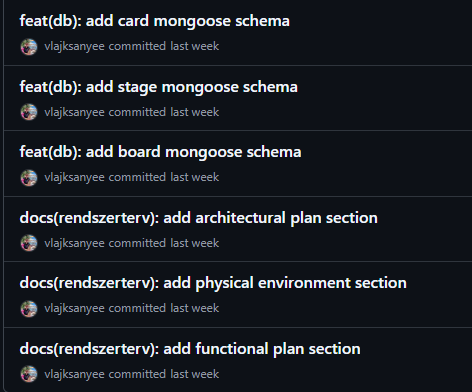 feat(db): add card mongoose schema
vlajksanyee committed last week
feat(db): add stage mongoose schema
vlajksanyee committed last week
feat(db): add board mongoose schema
vlajksanyee committed last week
docs(rendszerterv): add architectural plan section
vlajksanyee committed last week
docs(rendszerterv): add physical environment section
vlajksanyee committed last week
docs(rendszerterv): add functional plan section
vlajksanyee committed last week